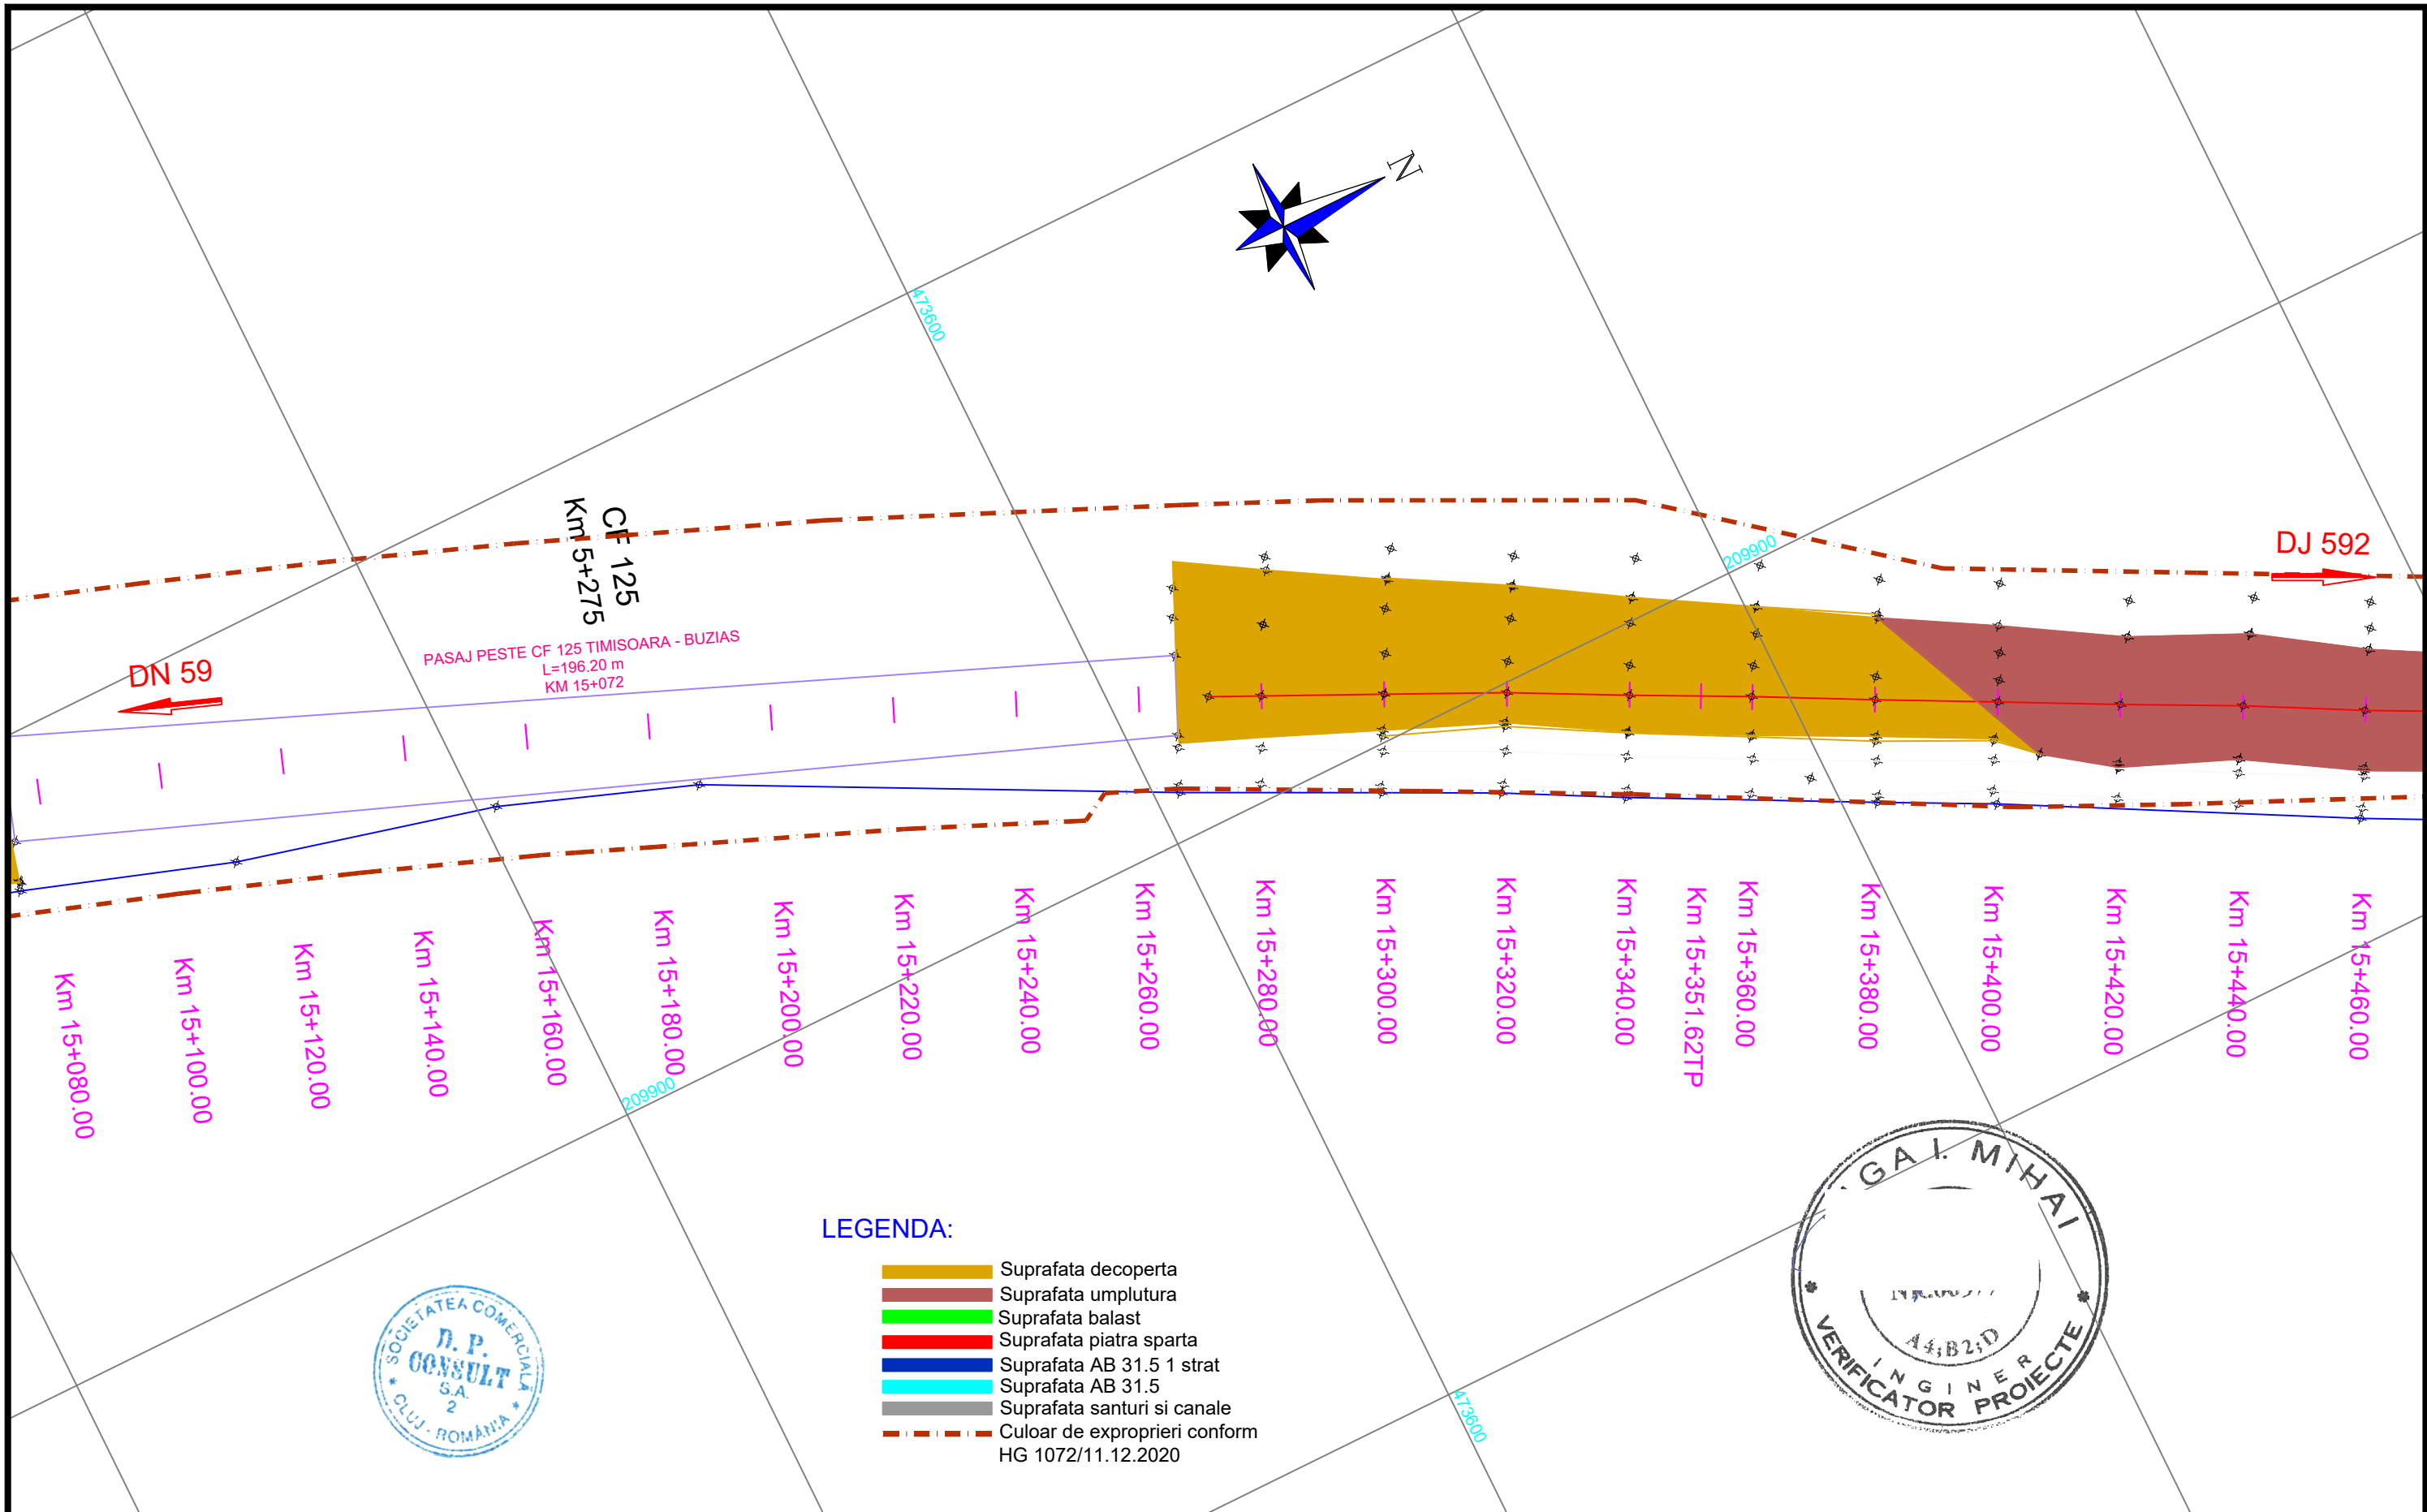 N
473600
CF 125
Km 5+275
209900
DJ 592
PASAJ PESTE CF 125 TIMISOARA - BUZIAS
L=196.20 m
KM 15+072
DN 59
Km 15+080.00
Km 15+100.00
Km 15+120.00
Km 15+140.00
Km 15+160.00
Km 15+180.00
Km 15+200.00
Km 15+220.00
Km 15+240.00
Km 15+260.00
Km 15+280.00
Km 15+300.00
Km 15+320.00
Km 15+340.00
Km 15+351.62TP
Km 15+360.00
Km 15+380.00
Km 15+400.00
Km 15+420.00
Km 15+440.00
Km 15+460.00
209900
LEGENDA:
Suprafata decoperta
Suprafata umplutura
Suprafata balast
Suprafata piatra sparta
Suprafata AB 31.5 1 strat
Suprafata AB 31.5
Suprafata santuri si canale
Culoar de exproprieri conform
HG 1072/11.12.2020
473600
SOCIETATEA COMERCIALĂ
D. P.
CONSULT
S.A.
2
* CLUJ - ROMÂNIA *
GA I. MIHAI
A4;B2;D
INGINER
* VERIFICATOR PROIECTE *